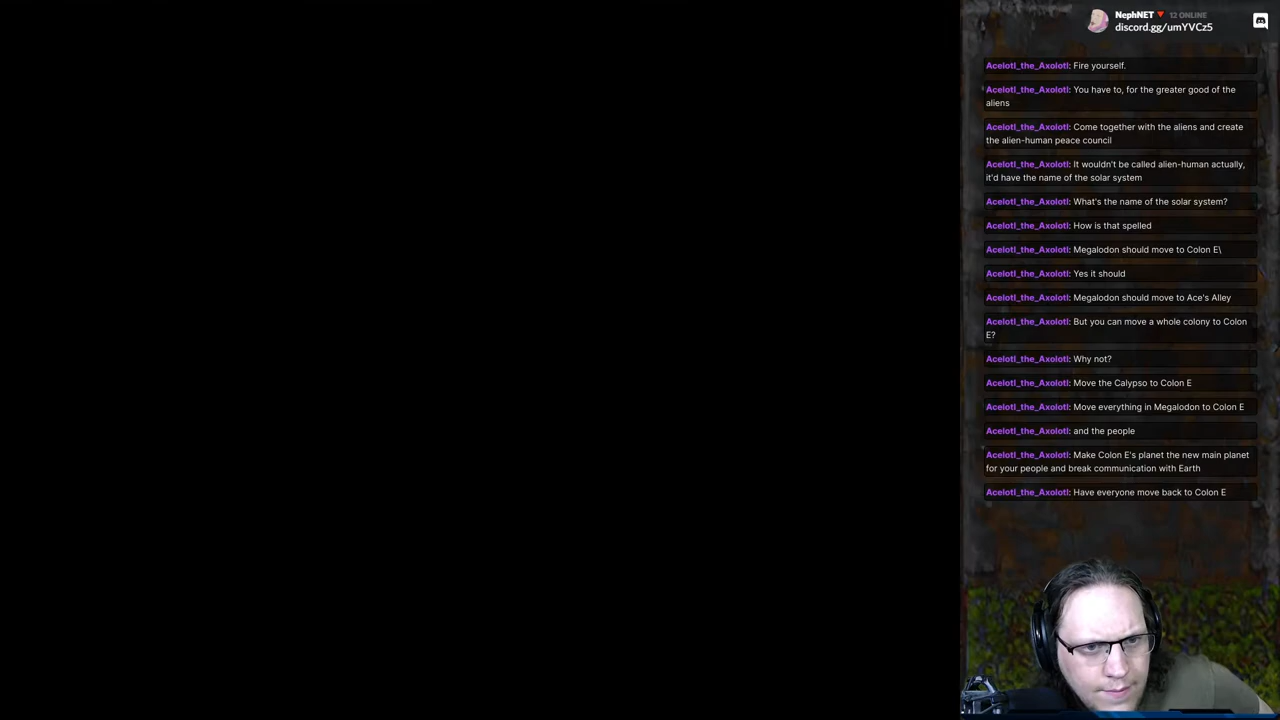 NephNET 12 ONLINE
discord.gg/umYVCz5
Acelotl_the_Axolotl: Fire yourself.
Acelotl_the_Axolotl: You have to, for the greater good of the
aliens
Acelotl_the_Axolotl: Come together with the aliens and create
the alien-human peace council
Acelotl_the_Axolotl: It wouldn't be called alien-human actually,
it'd have the name of the solar system
Acelotl_the_Axolotl: What's the name of the solar system?
Acelotl_the_Axolotl: How is that spelled
Acelotl_the_Axolotl: Megalodon should move to Colon E\
Acelotl_the_Axolotl: Yes it should
Acelotl_the_Axolotl: Megalodon should move to Ace's Alley
Acelotl_the_Axolotl: But you can move a whole colony to Colon
E?
Acelotl_the_Axolotl: Why not?
Acelotl_the_Axolotl: Move the Calypso to Colon E
Acelotl_the_Axolotl: Move everything in Megalodon to Colon E
Acelotl_the_Axolotl: and the people
Acelotl_the_Axolotl: Make Colon E's planet the new main planet
for your people and break communication with Earth
Acelotl_the_Axolotl: Have everyone move back to Colon E